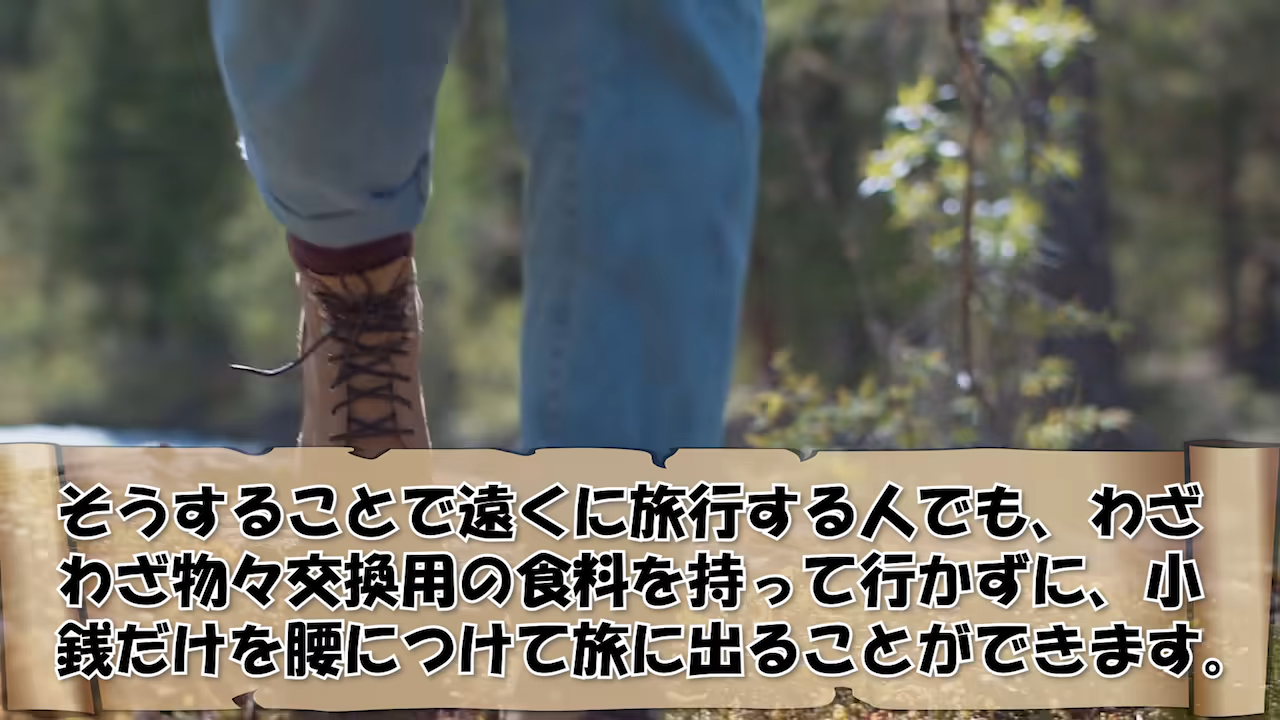 そうすることで遠くに旅行する人でも、わざ
わざ物々交換用の食料を持って行かずに、小
銭だけを腰につけて旅に出ることができます。